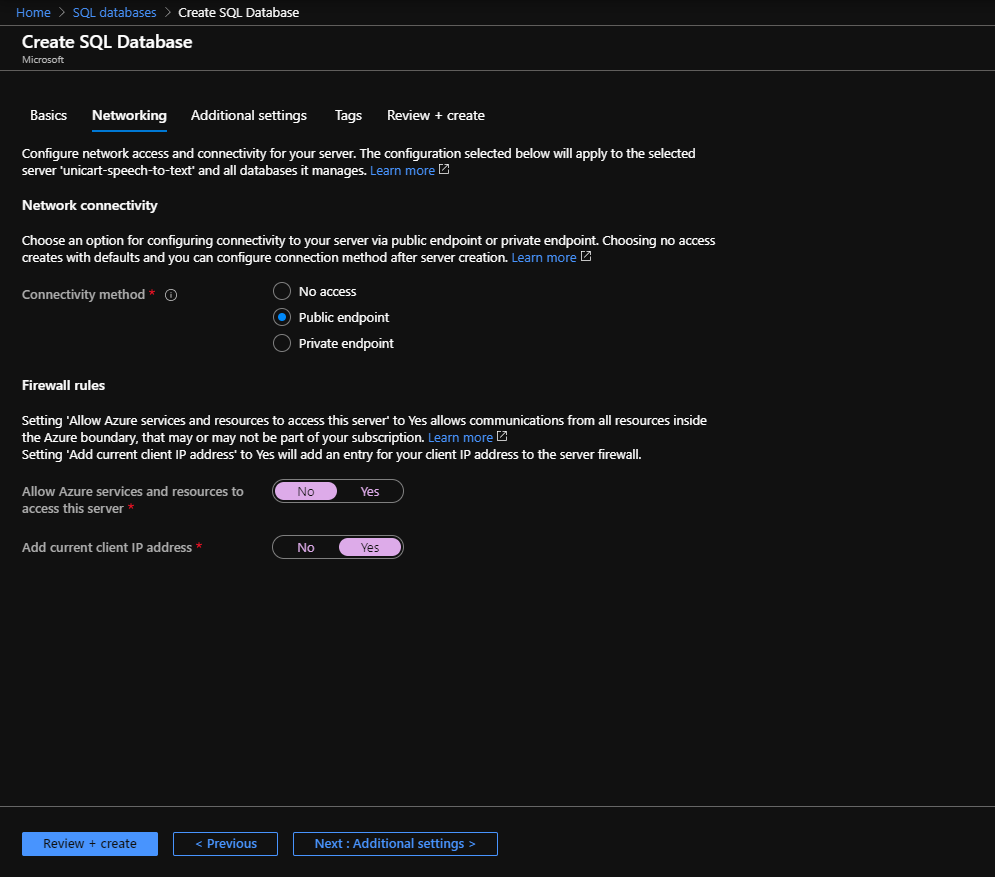 Home > SQL databases > Create SQL Database
Create SQL Database
Microsoft
Basics Networking Additional settings Tags Review + create
Configure network access and connectivity for your server. The configuration selected below will apply to the selected
server 'unicart-speech-to-text' and all databases it manages. Learn more
Network connectivity
Choose an option for configuring connectivity to your server via public endpoint or private endpoint. Choosing no access
creates with defaults and you can configure connection method after server creation. Learn more
Connectivity method *
No access
Public endpoint
Private endpoint
Firewall rules
Setting 'Allow Azure services and resources to access this server' to Yes allows communications from all resources inside
the Azure boundary, that may or may not be part of your subscription. Learn more
Setting 'Add current client IP address' to Yes will add an entry for your client IP address to the server firewall.
Allow Azure services and resources to
access this server *
No Yes
Add current client IP address *
No Yes
Review + create < Previous Next : Additional settings >